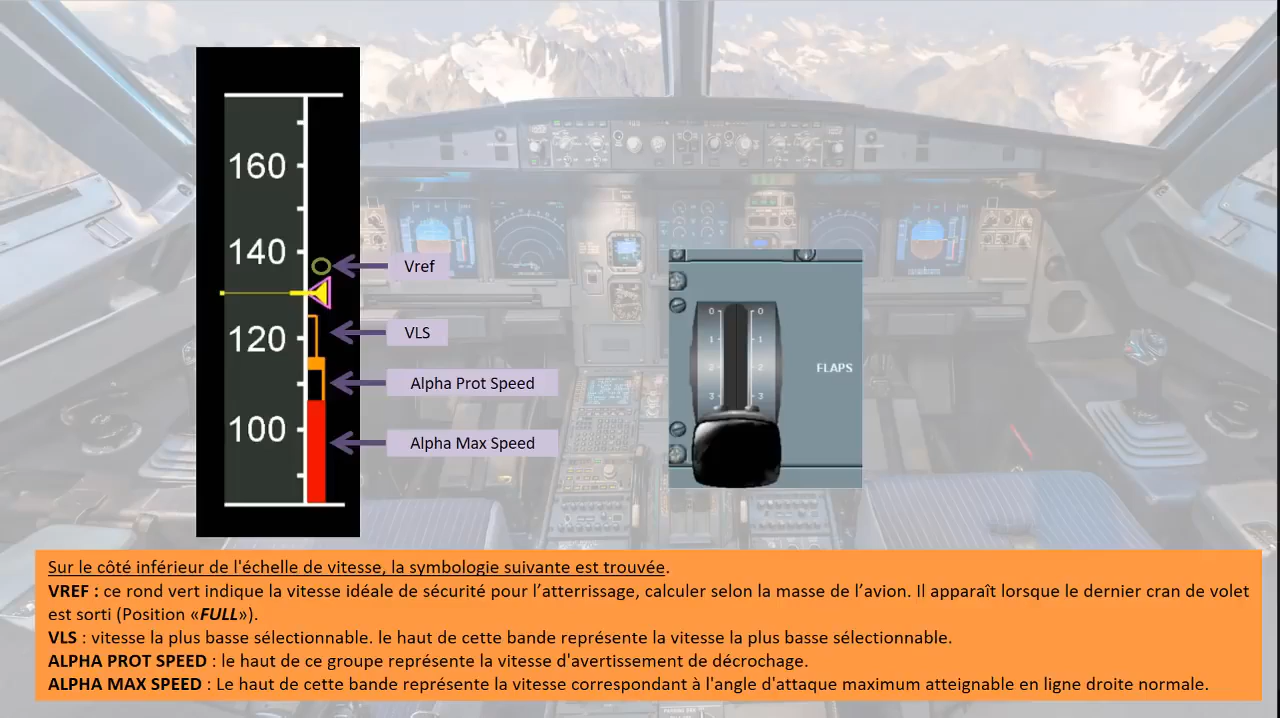 160
140
Vref
120
VLS
Alpha Prot Speed
100
Alpha Max Speed
0 0
1 1
2 2
FLAPS
3 3
Sur le côté inférieur de l'échelle de vitesse, la symbologie suivante est trouvée.
VREF : ce rond vert indique la vitesse idéale de sécurité pour l’atterrissage, calculer selon la masse de l’avion. Il apparaît lorsque le dernier cran de volet
est sorti (Position «FULL»).
VLS : vitesse la plus basse sélectionnable. le haut de cette bande représente la vitesse la plus basse sélectionnable.
ALPHA PROT SPEED : le haut de ce groupe représente la vitesse d'avertissement de décrochage.
ALPHA MAX SPEED : Le haut de cette bande représente la vitesse correspondant à l'angle d'attaque maximum atteignable en ligne droite normale.